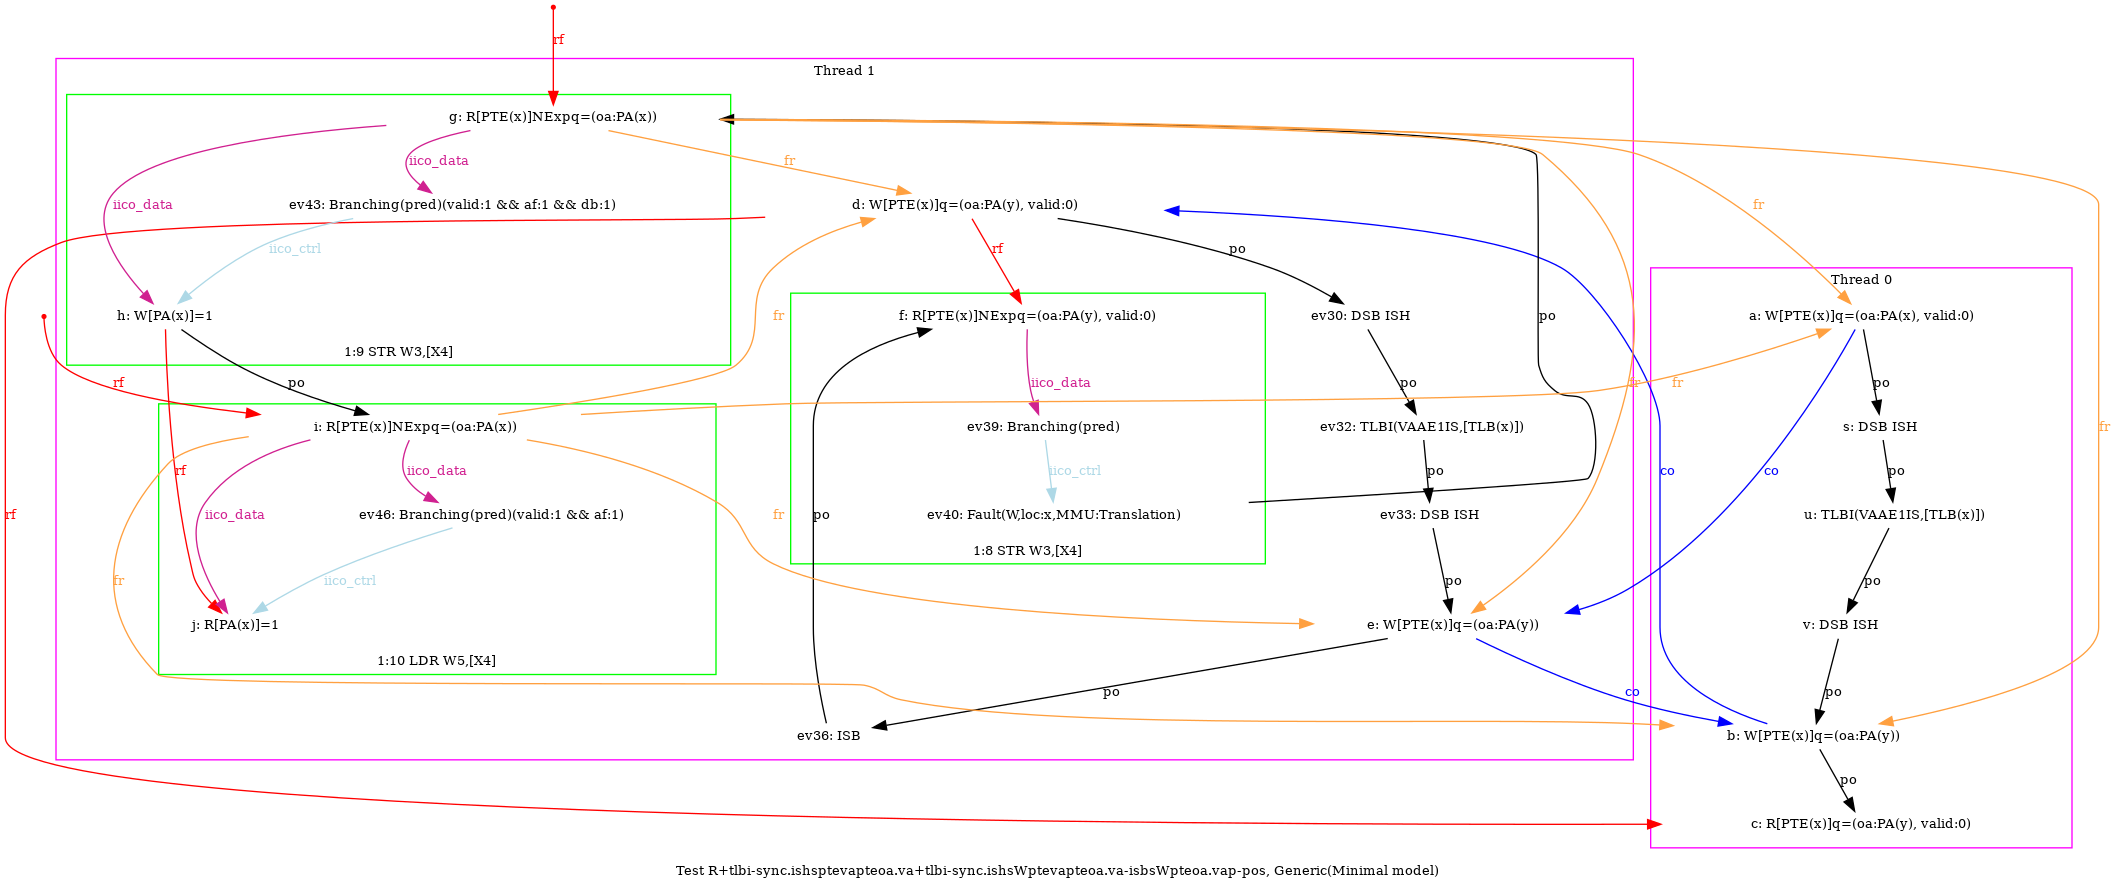 rf
Thread 1
g: R[PTE(x)]NExpq=(oa:PA(x))
iico_data
fr
iico_data
ev43: Branching(pred)(valid:1 && af:1 && db:1)
d: W[PTE(x)]q=(oa:PA(y), valid:0)
fr
iico_ctrl
rf
po
Thread 0
h: W[PA(x)]=1
fr
f: R[PTE(x)]NExpq=(oa:PA(y), valid:0)
ev30: DSB ISH
po
a: W[PTE(x)]q=(oa:PA(x), valid:0)
1:9 STR W3,[X4]
rf
po
iico_data
po
fr
fr
po
i: R[PTE(x)]NExpq=(oa:PA(x))
ev39: Branching(pred)
ev32: TLBI(VAAE1IS,[TLB(x)])
s: DSB ISH
fr
rf
iico_data
iico_ctrl
po
co
co
po
rf
iico_data
ev46: Branching(pred)(valid:1 && af:1)
fr
po
ev40: Fault(W,loc:x,MMU:Translation)
ev33: DSB ISH
u: TLBI(VAAE1IS,[TLB(x)])
1:8 STR W3,[X4]
fr
iico_ctrl
po
po
j: R[PA(x)]=1
e: W[PTE(x)]q=(oa:PA(y))
v: DSB ISH
1:10 LDR W5,[X4]
po
co
po
ev36: ISB
b: W[PTE(x)]q=(oa:PA(y))
po
c: R[PTE(x)]q=(oa:PA(y), valid:0)
Test R+tlbi-sync.ishsptevapteoa.va+tlbi-sync.ishsWptevapteoa.va-isbsWpteoa.vap-pos, Generic(Minimal model)